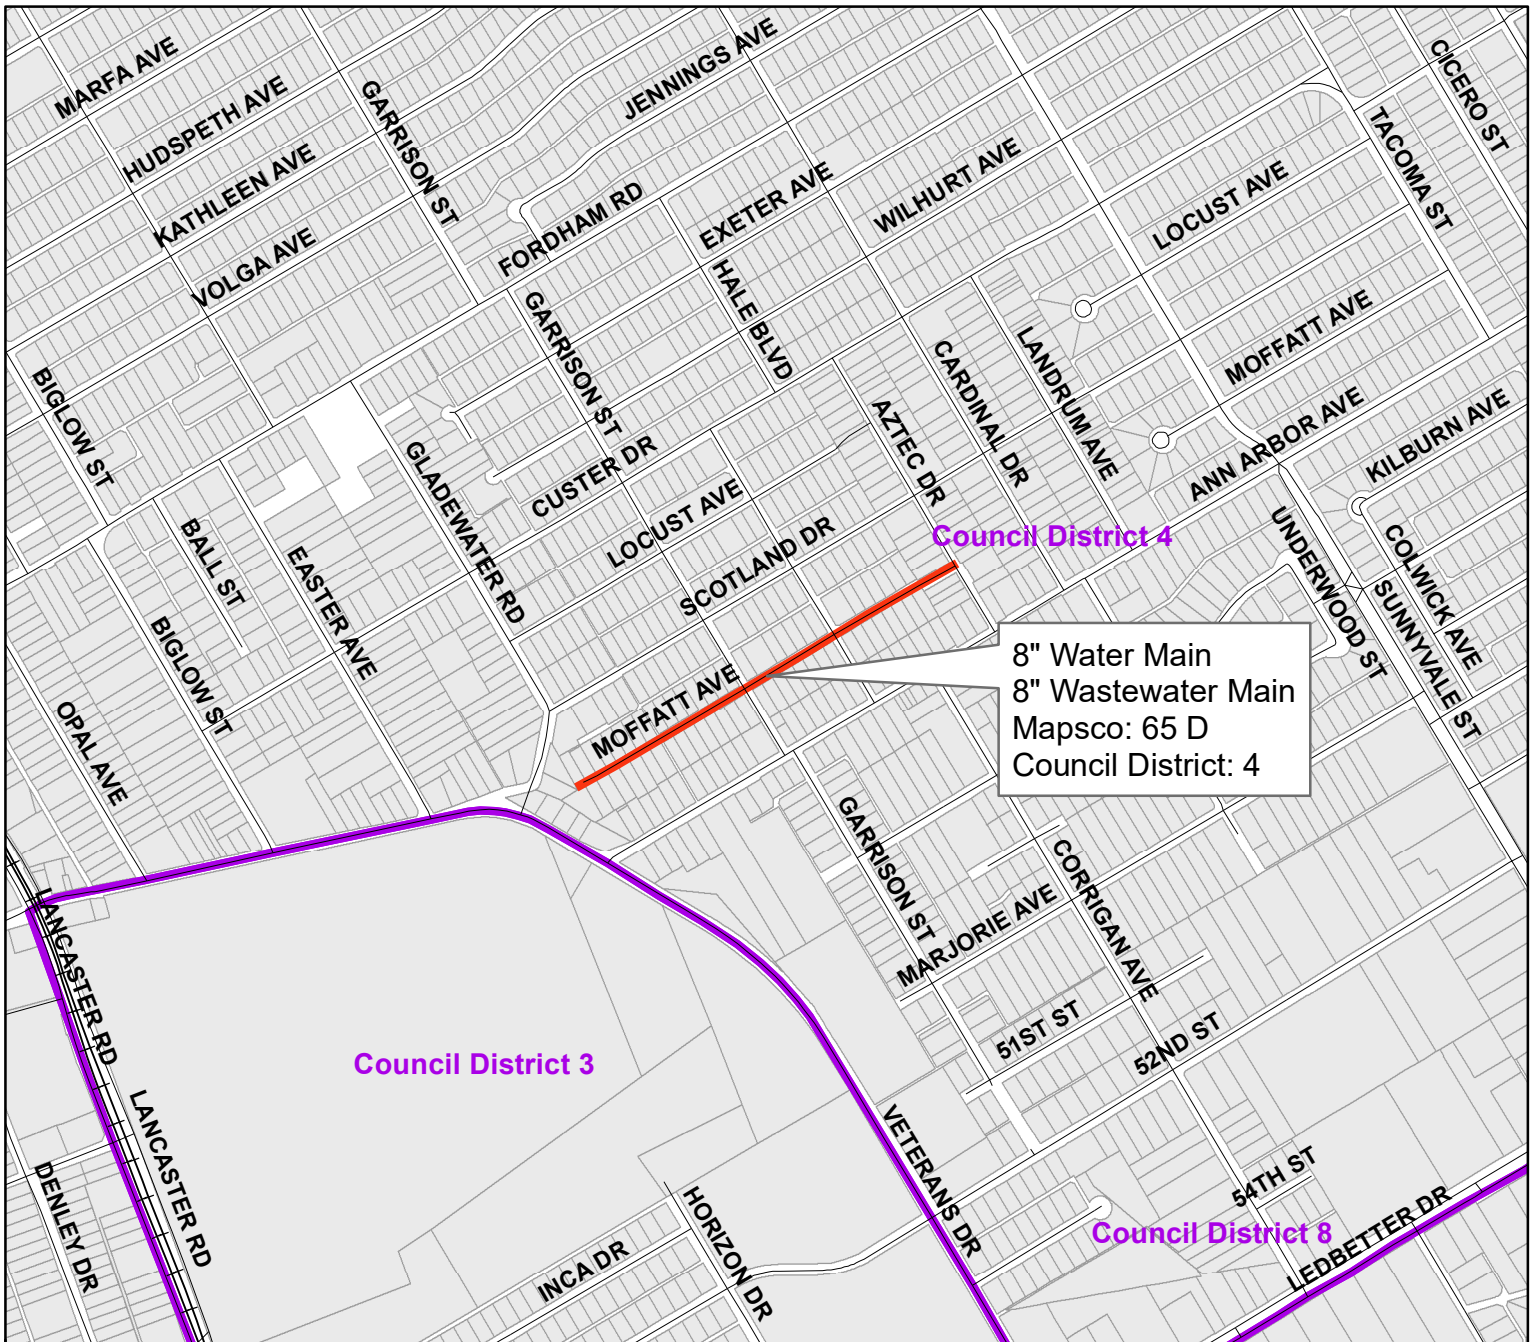 MARFA AVE
HUDSPETH AVE
KATHLEEN AVE
VOLGA AVE
GARRISON ST
JENNINGS AVE
FORDHAM RD
EXETER AVE
WILHURT AVE
LOCUST AVE
CICERO ST
TACOMA ST
BIGLOW ST
GARRISON ST
HALE BLVD
CARDINAL DR
LANDRUM AVE
MOFFATT AVE
ANN ARBOR AVE
KILBURN AVE
AZTEC DR
CUSTER DR
LOCUST AVE
SCOTLAND DR
GLADEWATER RD
BALL ST
EASTER AVE
BIGLOW ST
OPAL AVE
Council District 4
UNDERWOOD ST
COLWICK AVE
SUNNYVALE ST
MOFFATT AVE
8" Water Main
8" Wastewater Main
Mapsco: 65 D
Council District: 4
GARRISON ST
CORRIGAN AVE
MARJORIE AVE
LANCASTER RD
51ST ST
52ND ST
Council District 3
LANCASTER RD
DENLEY DR
VETERANS DR
54TH ST
Council District 8
LEDBETTER DR
HORIZON DR
INCA DR